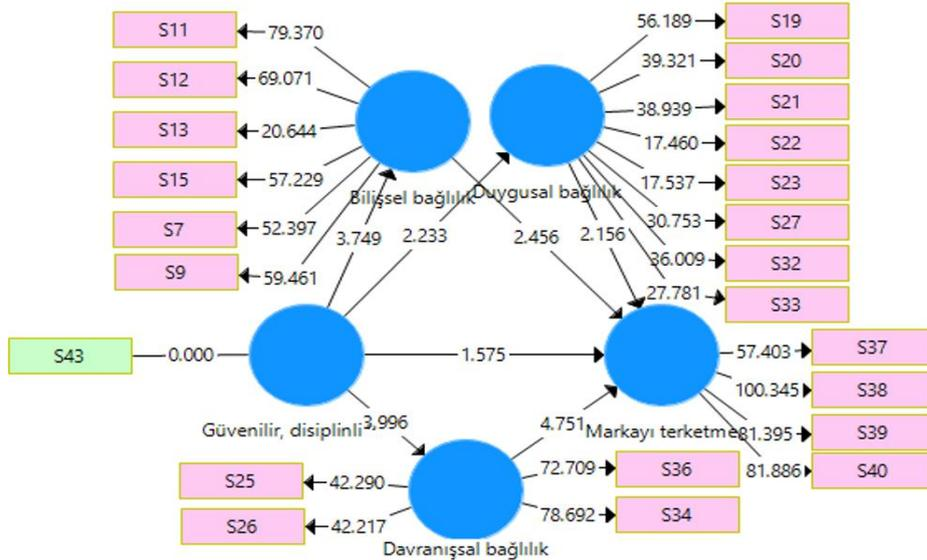 S11
79.370
S12
69.071
S13
20.644
S15
57.229
S7
52.397
S9
59.461
Bilişsel bağlılık
Duygusal bağlılık
56.189
S19
39.321
S20
38.939
S21
17.460
S22
17.537
S23
30.753
S27
36.009
S32
27.781
S33
3.749
2.233
2.456
2.156
S43
0.000
1.575
Güvenilir, disiplinli
3.996
4.751
Markayı terketme
57.403
S37
100.345
S38
81.395
S39
81.886
S40
S25
42.290
S26
42.217
72.709
S36
78.692
S34
Davranışsal bağlılık